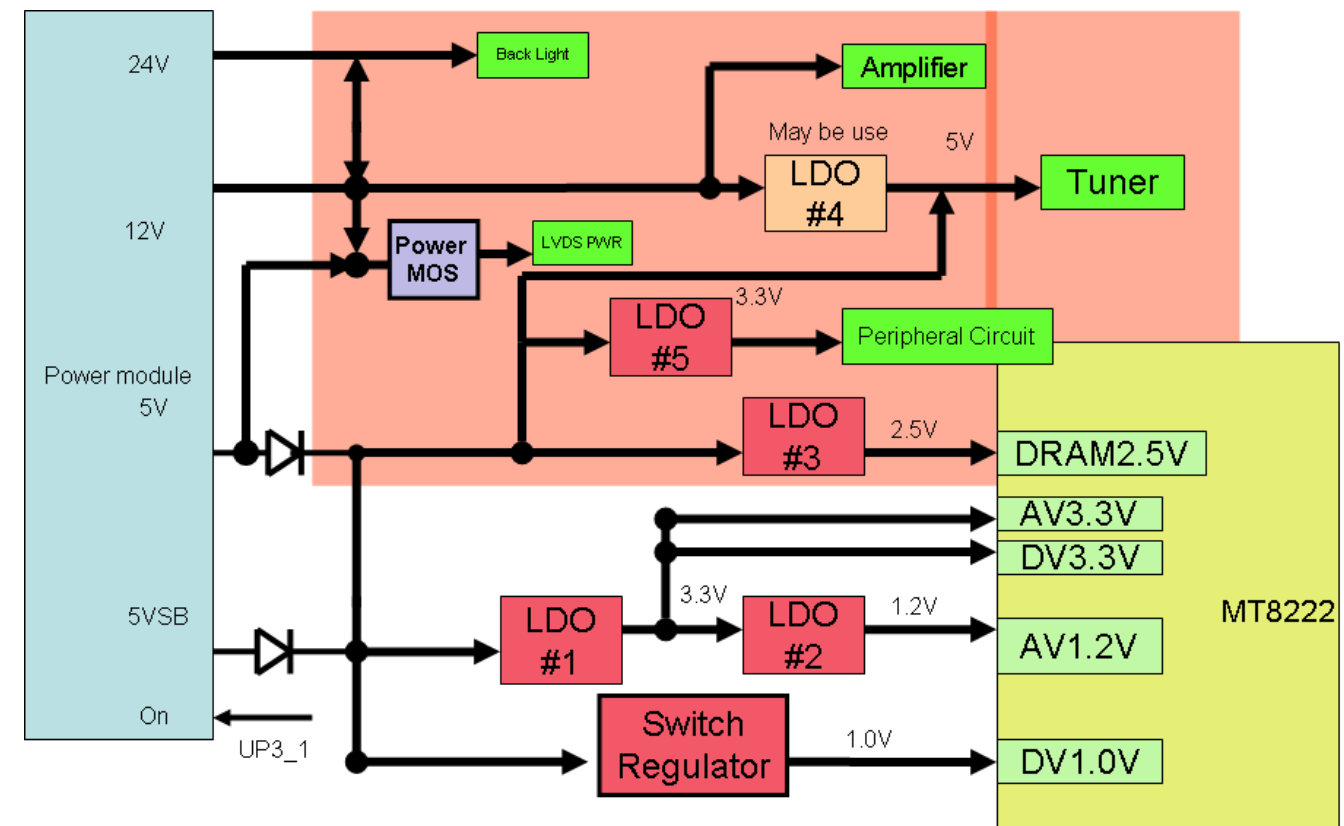 24V
Back Light
Amplifier
May be use
5V
LDO
#4
Tuner
12V
Power
MOS
LVDS PWR
3.3V
LDO
#5
Peripheral Circuit
Power module
5V
LDO
#3
2.5V
DRAM2.5V
AV3.3V
DV3.3V
5VSB
LDO
#1
3.3V
LDO
#2
1.2V
AV1.2V
MT8222
On
UP3_1
Switch
Regulator
1.0V
DV1.0V